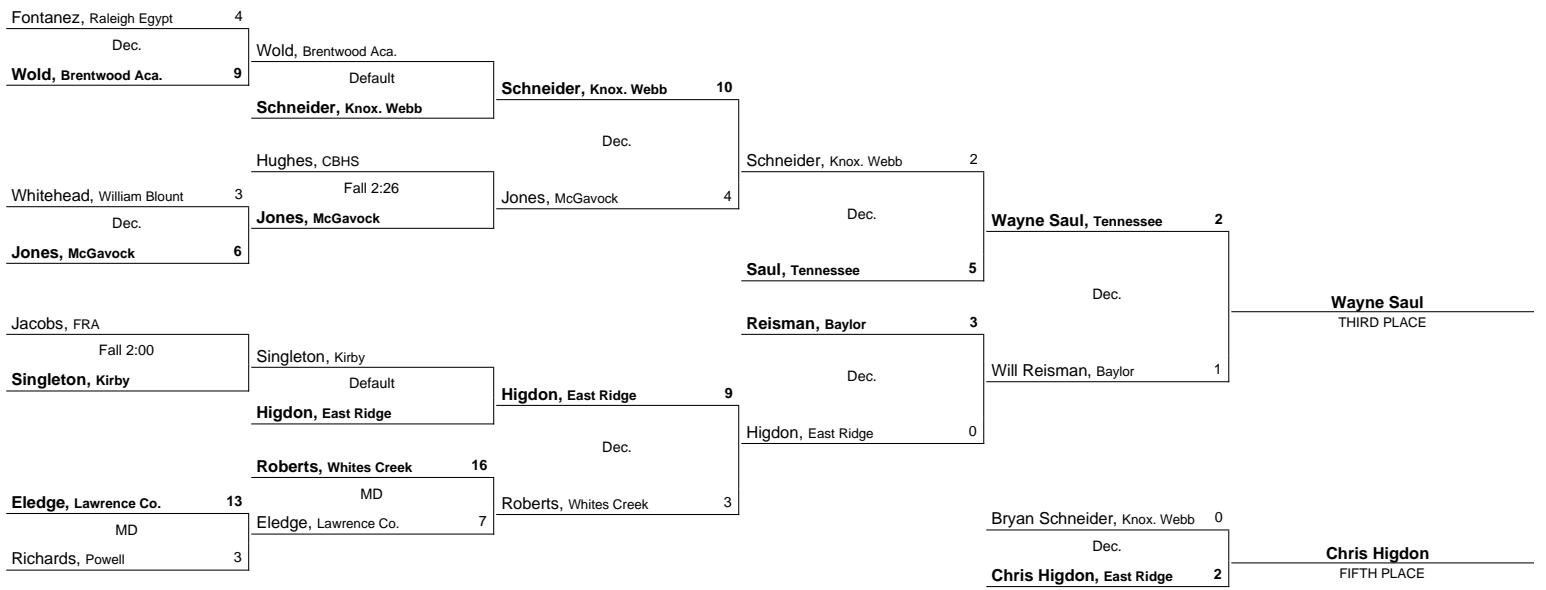 Fontanez, Raleigh Egypt 4
Dec.
Wold, Brentwood Aca. 9
Whitehead, William Blount 3
Dec.
Jones, McGavock 6
Jacobs, FRA
Fall 2:00
Singleton, Kirby
Eledge, Lawrence Co. 13
MD
Richards, Powell 3
Wold, Brentwood Aca.
Default
Schneider, Knox. Webb
Hughes, CBHS
Fall 2:26
Jones, McGavock
Singleton, Kirby
Default
Higdon, East Ridge
Roberts, Whites Creek 16
MD
Eledge, Lawrence Co. 7
Schneider, Knox. Webb 10
Dec.
Jones, McGavock 4
Higdon, East Ridge 9
Dec.
Roberts, Whites Creek 3
Schneider, Knox. Webb 2
Dec.
Saul, Tennessee 5
Reisman, Baylor 3
Dec.
Higdon, East Ridge 0
Wayne Saul, Tennessee 2
Dec.
Will Reisman, Baylor 1
Wayne Saul
THIRD PLACE
Bryan Schneider, Knox. Webb 0
Dec.
Chris Higdon, East Ridge 2
Chris Higdon
FIFTH PLACE